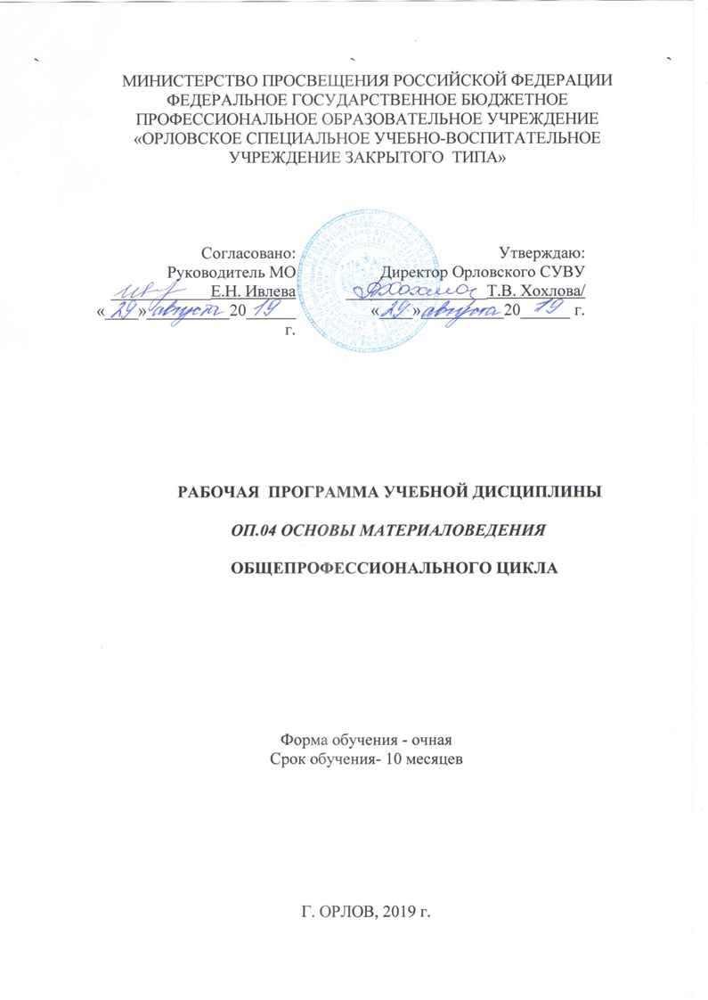 МИНИСТЕРСТВО ПРОСВЕЩЕНИЯ РОССИЙСКОЙ ФЕДЕРАЦИИ
ФЕДЕРАЛЬНОЕ ГОСУДАРСТВЕННОЕ БЮДЖЕТНОЕ
ПРОФЕССИОНАЛЬНОЕ ОБРАЗОВАТЕЛЬНОЕ УЧРЕЖДЕНИЕ
«ОРЛОВСКОЕ СПЕЦИАЛЬНОЕ УЧЕБНО-ВОСПИТАТЕЛЬНОЕ
УЧРЕЖДЕНИЕ ЗАКРЫТОГО ТИПА»
Согласовано:
Руководитель МО
Е.Н. Ивлева
«29» августа 2019
г.
Утверждаю:
Директор Орловского СУВУ
Т.В. Хохлова/
«29» августа 2019 г.
РАБОЧАЯ ПРОГРАММА УЧЕБНОЙ ДИСЦИПЛИНЫ
ОП.04 ОСНОВЫ МАТЕРИАЛОВЕДЕНИЯ
ОБЩЕПРОФЕССИОНАЛЬНОГО ЦИКЛА
Форма обучения - очная
Срок обучения- 10 месяцев
Г. ОРЛОВ, 2019 г.